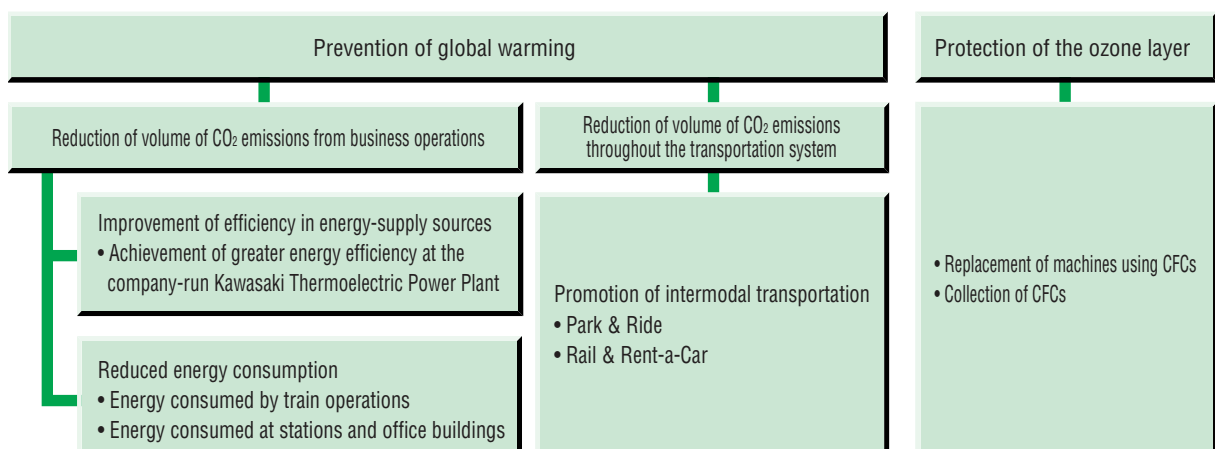 Prevention of global warming
Protection of the ozone layer
Reduction of volume of CO₂ emissions from business operations
Reduction of volume of CO₂ emissions
throughout the transportation system
Improvement of efficiency in energy-supply sources
• Achievement of greater energy efficiency at the
company-run Kawasaki Thermoelectric Power Plant
Reduced energy consumption
• Energy consumed by train operations
• Energy consumed at stations and office buildings
Promotion of intermodal transportation
• Park & Ride
• Rail & Rent-a-Car
• Replacement of machines using CFCs
• Collection of CFCs